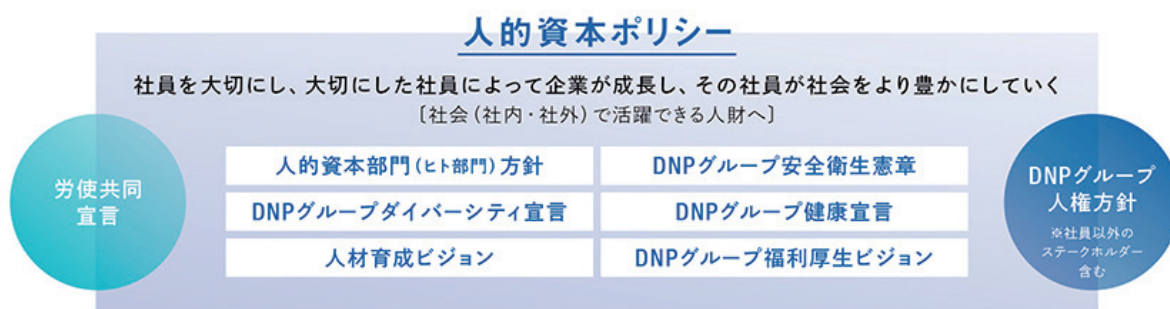 人的資本ポリシー
社員を大切にし、大切にした社員によって企業が成長し、その社員が社会をより豊かにしていく
〔社会(社内・社外)で活躍できる人財へ〕
労使共同
宣言
人的資本部門(ヒト部門)方針
DNPグループ安全衛生憲章
DNPグループダイバーシティ宣言
DNPグループ健康宣言
人材育成ビジョン
DNPグループ福利厚生ビジョン
DNPグループ
人権方針
※社員以外の
ステークホルダー
含む